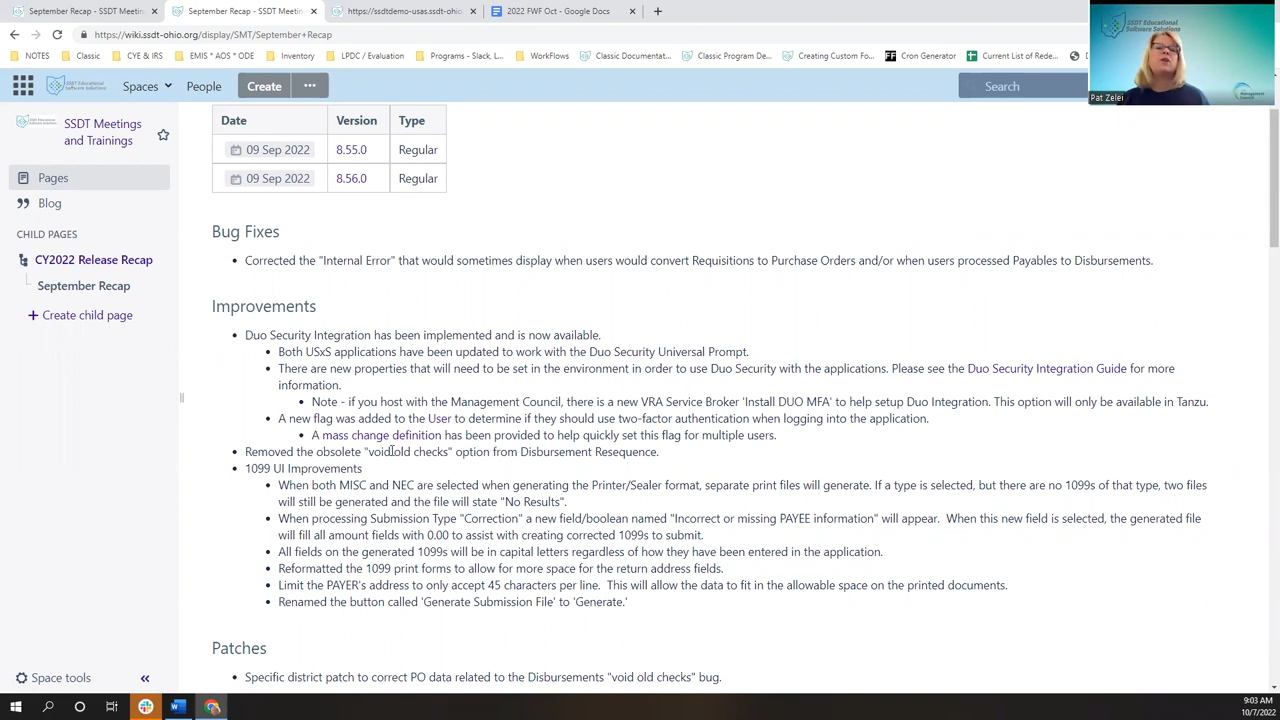 September Recap - SSDT Meetin
September Recap - SSDT Meetin
https://ssdtdemo-usas.ssdt-ohio
2022 FWF Oct - Google Docs
https://wiki.ssdt-ohio.org/display/SMT/September+Recap
NOTES
Classic
CYE & IRS
EMIS * AOS * ODE
Inventory
LPDC / Evaluation
Programs - Slack, I...
WorkFlows
Classic Documentat...
Classic Program De...
Creating Custom Fo...
Cron Generator
Current List of Rede...
D
SSDT Educational
Software Solutions
Management
Council
Pat Zelei
SSDT Educational
Software Solutions
Spaces
People
Create
Search
SSDT Meetings
and Trainings
Pages
Blog
CHILD PAGES
CY2022 Release Recap
September Recap
+ Create child page
Space tools
Date Version Type
09 Sep 2022 8.55.0 Regular
09 Sep 2022 8.56.0 Regular
Bug Fixes
Corrected the "Internal Error" that would sometimes display when users would convert Requisitions to Purchase Orders and/or when users processed Payables to Disbursements.
Improvements
Duo Security Integration has been implemented and is now available.
Both USxS applications have been updated to work with the Duo Security Universal Prompt.
There are new properties that will need to be set in the environment in order to use Duo Security with the applications. Please see the Duo Security Integration Guide for more
information.
Note - if you host with the Management Council, there is a new VRA Service Broker 'Install DUO MFA' to help setup Duo Integration. This option will only be available in Tanzu.
A new flag was added to the User to determine if they should use two-factor authentication when logging into the application.
A mass change definition has been provided to help quickly set this flag for multiple users.
Removed the obsolete "void old checks" option from Disbursement Resequence.
1099 UI Improvements
When both MISC and NEC are selected when generating the Printer/Sealer format, separate print files will generate. If a type is selected, but there are no 1099s of that type, two files
will still be generated and the file will state "No Results".
When processing Submission Type "Correction" a new field/boolean named "Incorrect or missing PAYEE information" will appear. When this new field is selected, the generated file
will fill all amount fields with 0.00 to assist with creating corrected 1099s to submit.
All fields on the generated 1099s will be in capital letters regardless of how they have been entered in the application.
Reformatted the 1099 print forms to allow for more space for the return address fields.
Limit the PAYER's address to only accept 45 characters per line. This will allow the data to fit in the allowable space on the printed documents.
Renamed the button called 'Generate Submission File' to 'Generate.'
Patches
Specific district patch to correct PO data related to the Disbursements "void old checks" bug.
9:03 AM
10/7/2022